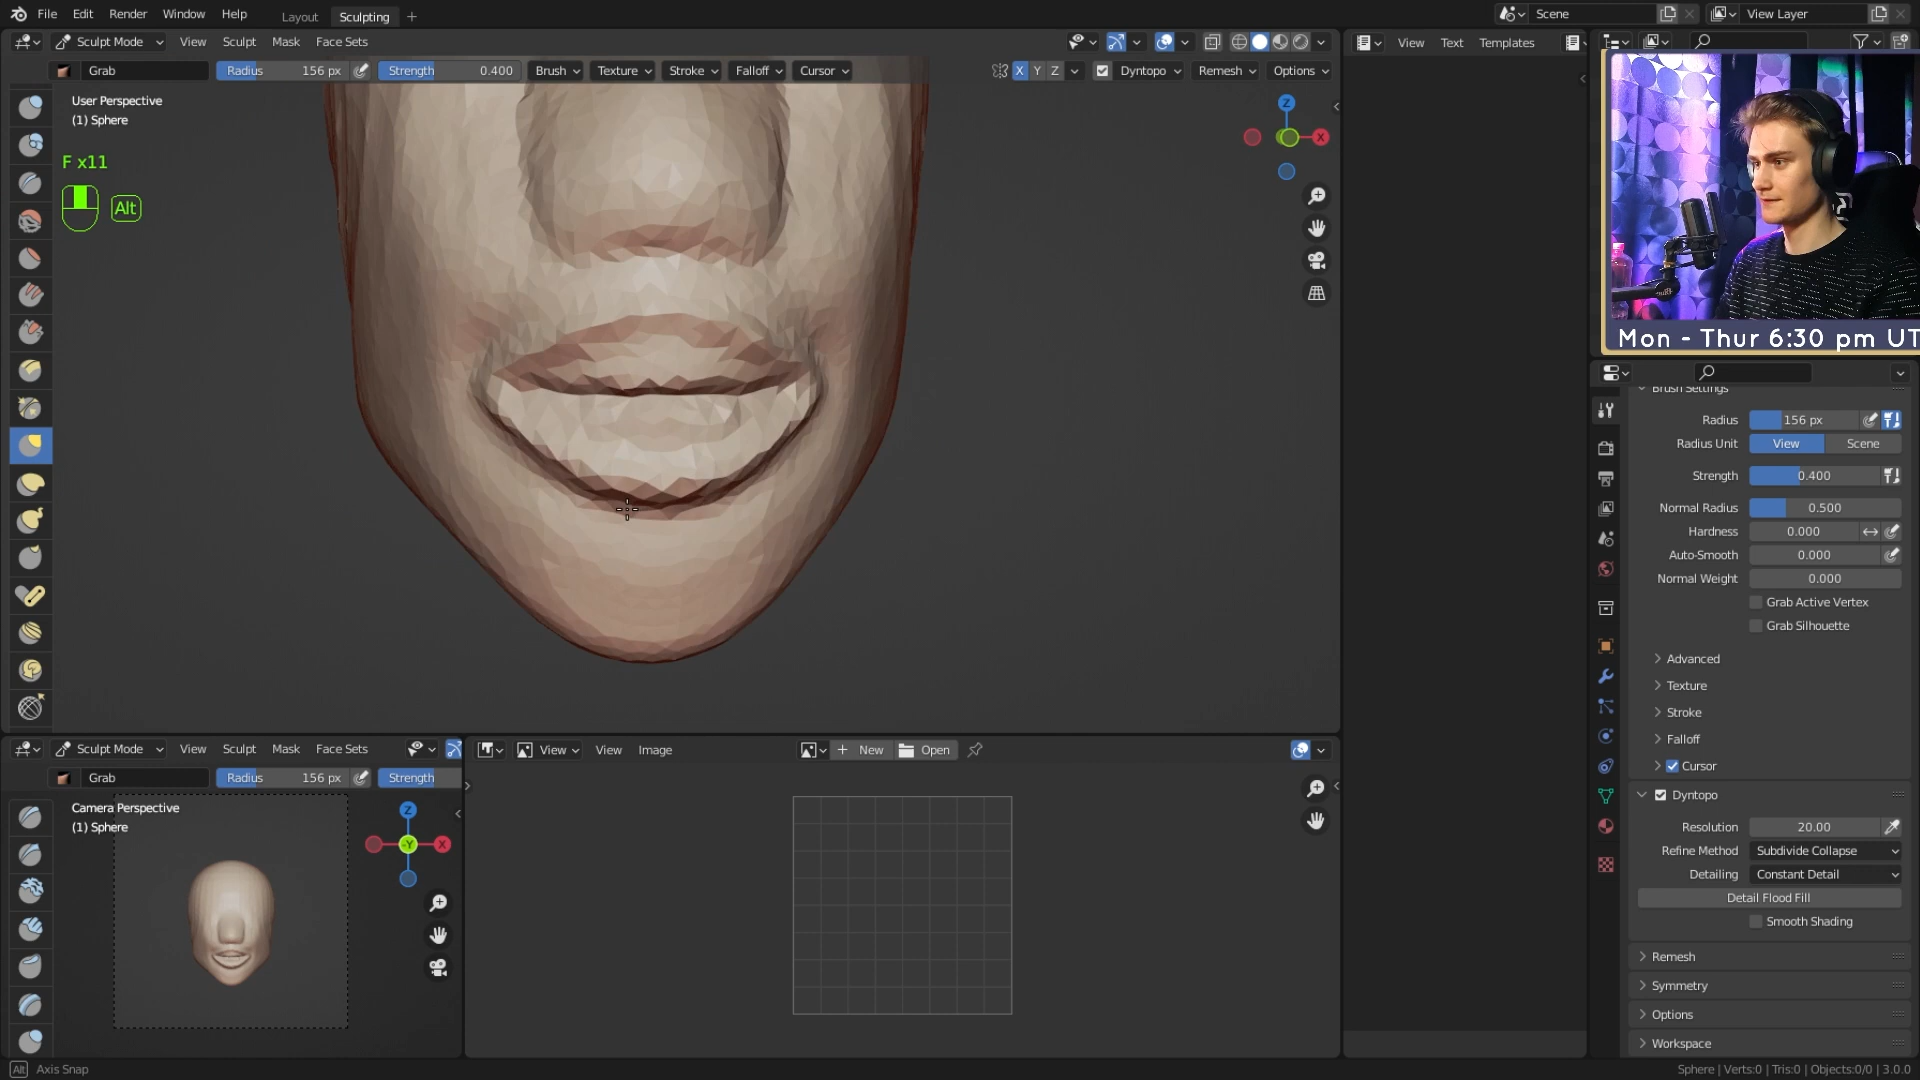 File Edit Render Window Help Layout Sculpting + Scene View Layer
Sculpt Mode View Sculpt Mask Face Sets View Text Templates
Grab Radius 156 px Strength 0.400 Brush Texture Stroke Falloff Cursor X Y Z Dyntopo Remesh Options
User Perspective
(1) Sphere
F x11
Alt
Z
X
Mon - Thur 6:30 pm UT
Brush Settings
Radius 156 px
Radius Unit View Scene
Strength 0.400
Normal Radius 0.500
Hardness 0.000
Auto-Smooth 0.000
Normal Weight 0.000
Grab Active Vertex
Grab Silhouette
Advanced
Texture
Stroke
Falloff
Cursor
Dyntopo
Resolution 20.00
Refine Method Subdivide Collapse
Detailing Constant Detail
Detail Flood Fill
Smooth Shading
Remesh
Symmetry
Options
Workspace
Sculpt Mode View Sculpt Mask Face Sets View View Image + New Open
Grab Radius 156 px Strength
Camera Perspective
(1) Sphere
Z
-Y
X
Alt Axis Snap
Sphere | Verts:0 | Tris:0 | Objects:0/0 | 3.0.0